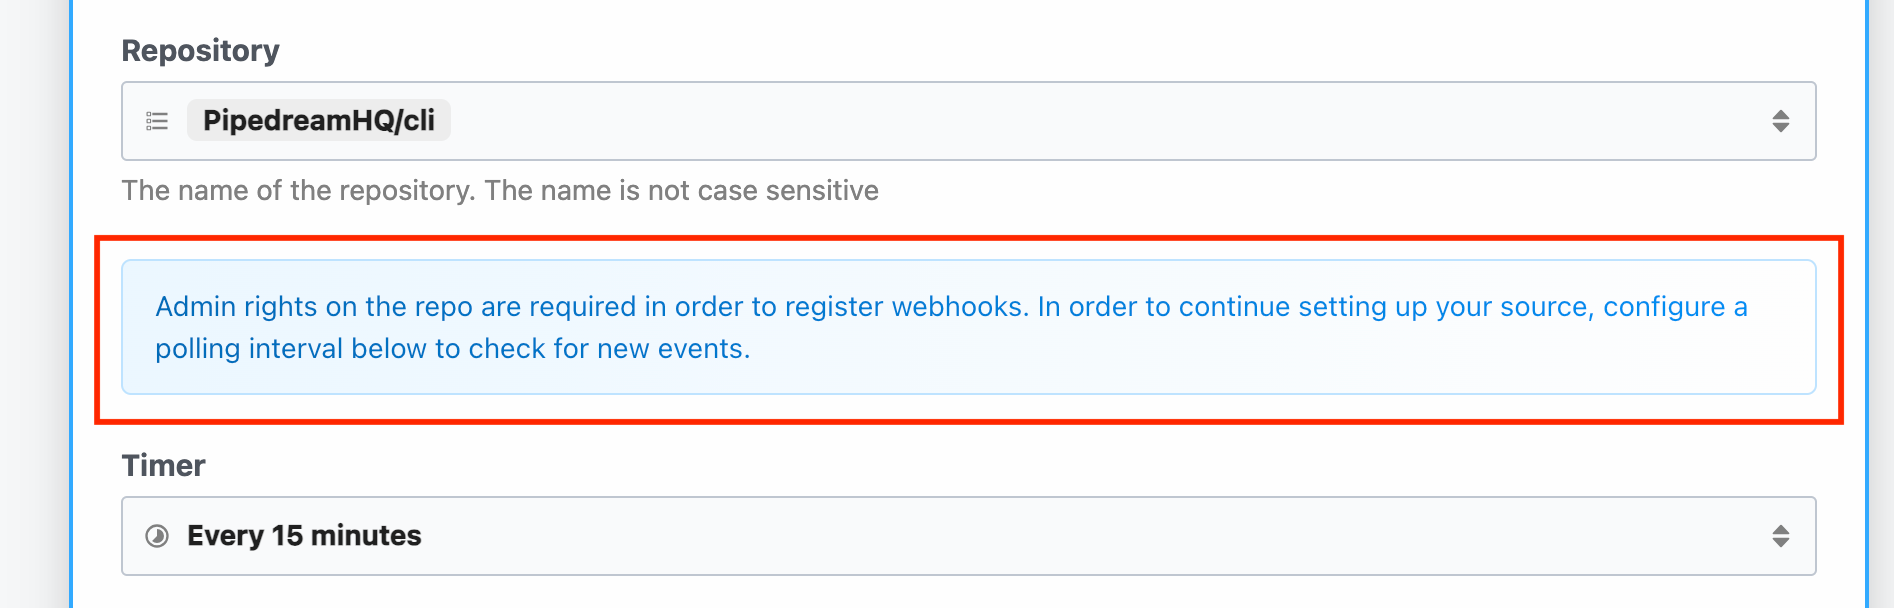 Repository
PipedreamHQ/cli
The name of the repository. The name is not case sensitive
Admin rights on the repo are required in order to register webhooks. In order to continue setting up your source, configure a
polling interval below to check for new events.
Timer
Every 15 minutes